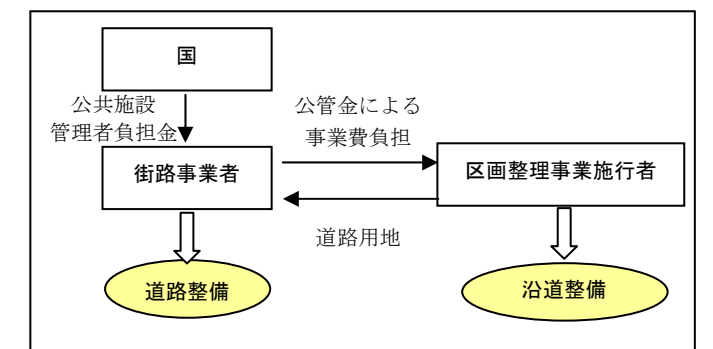 国
公共施設
管理者負担金
公管金による
事業費負担
街路事業者
区画整理事業施行者
道路用地
道路整備
沿道整備